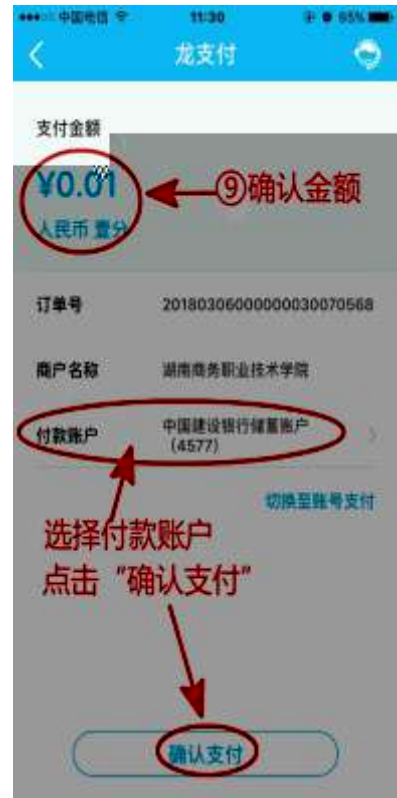 中国电信 11:30 65%
龙支付
支付金额
¥0.01
⑨确认金额
人民币 壹分
订单号 20180306000000030070568
商户名称 湖南商务职业技术学院
付款账户 中国建设银行储蓄账户
(4577)
切换至账号支付
选择付款账户
点击“确认支付”
确认支付